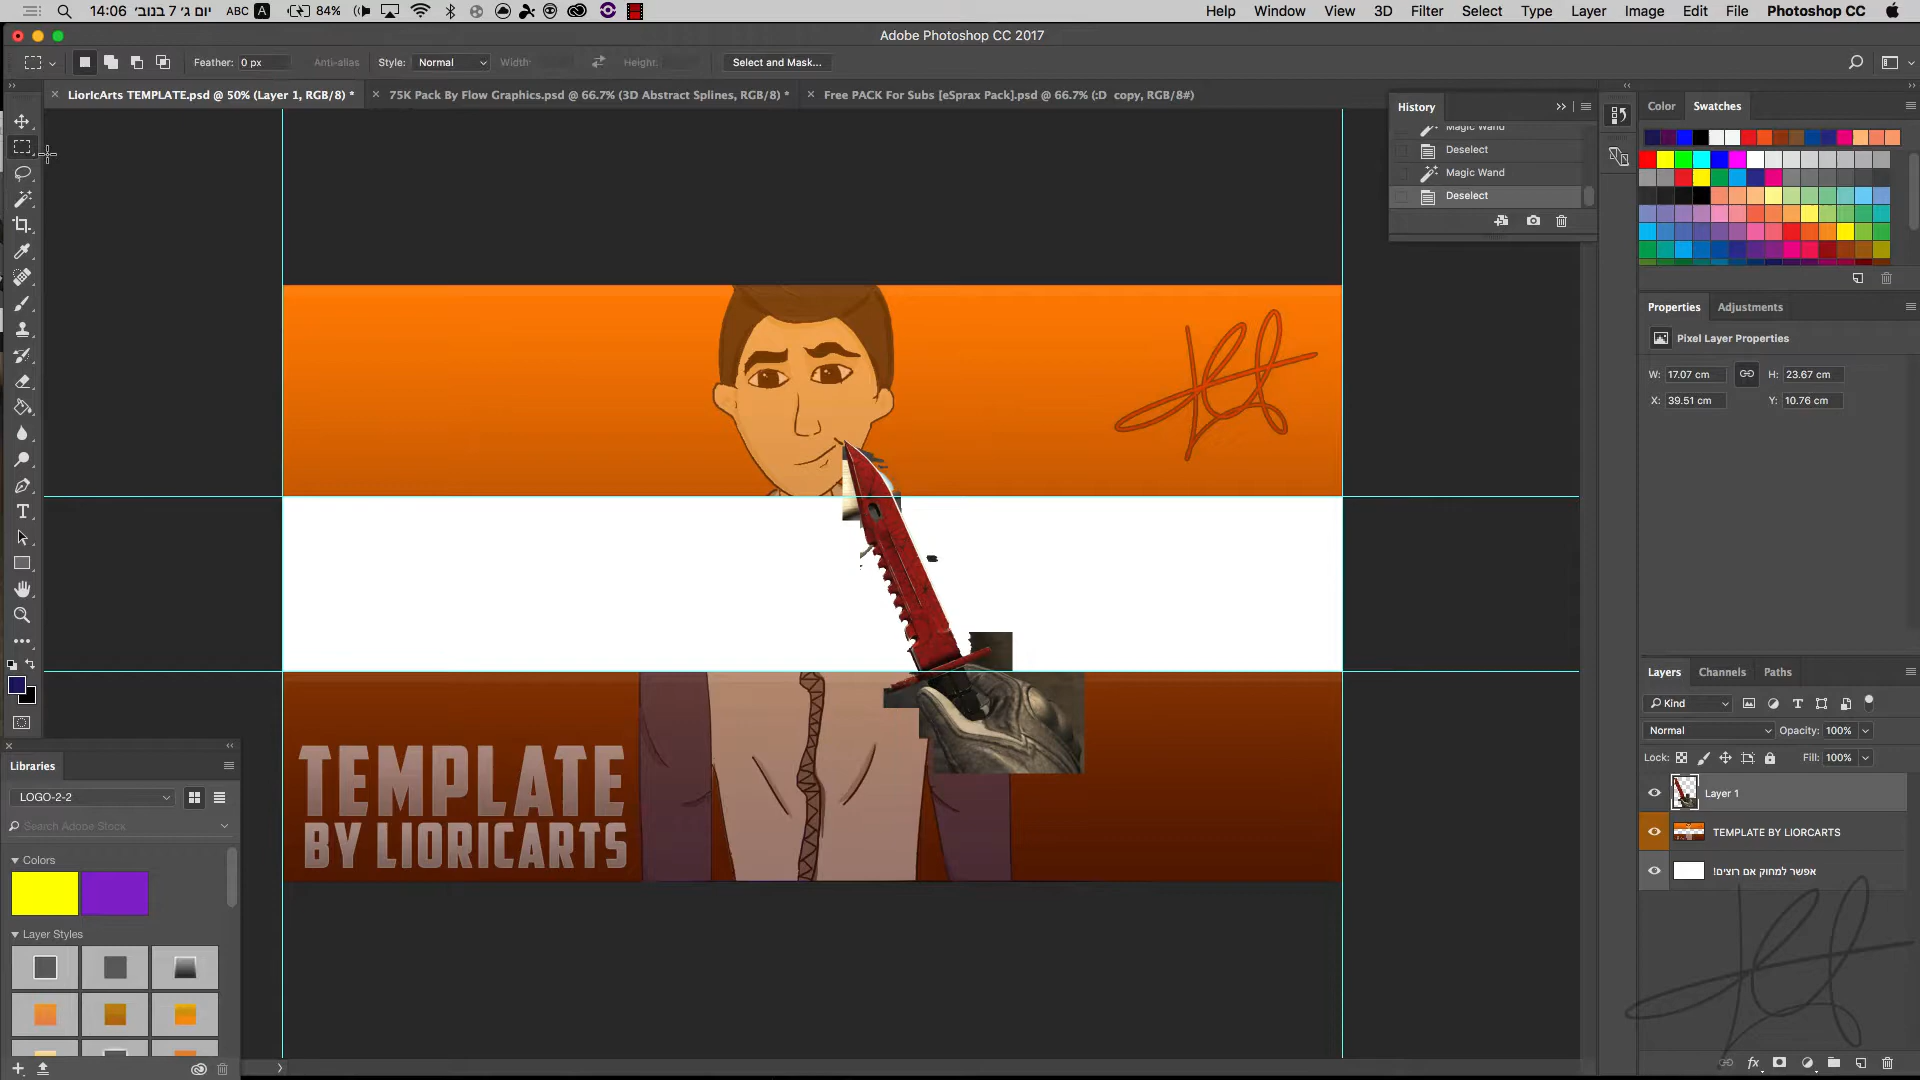 14:06 יום ג׳ 7 בנוב׳ ABC A 84% Help Window View 3D Filter Select Type Layer Image Edit File Photoshop CC
Adobe Photoshop CC 2017
Feather: 0 px Anti-alias Style: Normal Width: Height: Select and Mask...
LiorIcArts TEMPLATE.psd @ 50% (Layer 1, RGB/8) * 75K Pack By Flow Graphics.psd @ 66.7% (3D Abstract Splines, RGB/8) * Free PACK For Subs [eSprax Pack].psd @ 66.7% (:D copy, RGB/8#)
History
Magic Wand
Deselect
Magic Wand
Deselect
Color Swatches
Properties Adjustments
Pixel Layer Properties
W: 17.07 cm H: 23.67 cm
X: 39.51 cm Y: 10.76 cm
TEMPLATE
BY LIORICARTS
Libraries
LOGO-2-2
Search Adobe Stock
Colors
Layer Styles
Layers Channels Paths
Kind
Normal Opacity: 100%
Lock: Fill: 100%
Layer 1
TEMPLATE BY LIORCARTS
אפשר למחוק אם רוצים!